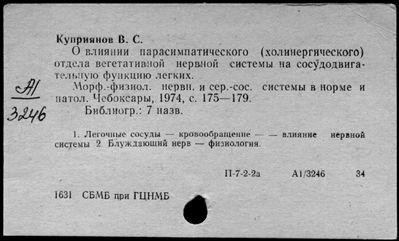 Куприянов В. С.
О влиянии парасимпатического (холинергического)
отдела вегетативной нервной системы на сосудодвига-
тельную функцию легких.
Морф.-физиол. нервн. и сер.-сос. системы в норме и
патол. Чебоксары, 1974, с. 175—179.
Библиогр.: 7 назв.
А1
3246
1. Легочные сосуды — кровообращение — — влияние нервной
системы 2. Блуждающий нерв — физиология.
П-7-2-2а А1/3246 34
1631 СБМБ при ГЦНМБ